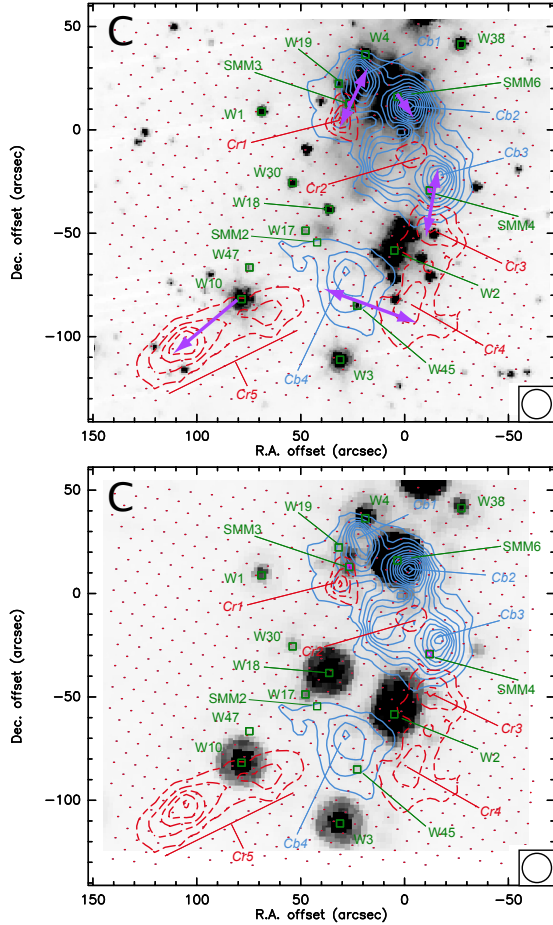 C
W4
Cb1
W38
W19
SMM3
SMM6
W1
Cb2
Cr1
Cb3
W30
Cr2
W18
SMM4
W17
SMM2
Cr3
W47
W2
W10
Cr4
W45
Cb4
W3
Cr5
50
0
−50
−100
Dec. offset (arcsec)
150
100
50
0
−50
R.A. offset (arcsec)
C
W4
Cb1
W38
W19
SMM3
SMM6
W1
Cb2
Cr1
Cb3
W30
Cr2
W18
SMM4
W17
SMM2
Cr3
W47
W2
W10
Cr4
W45
Cb4
W3
Cr5
50
0
−50
−100
Dec. offset (arcsec)
150
100
50
0
−50
R.A. offset (arcsec)